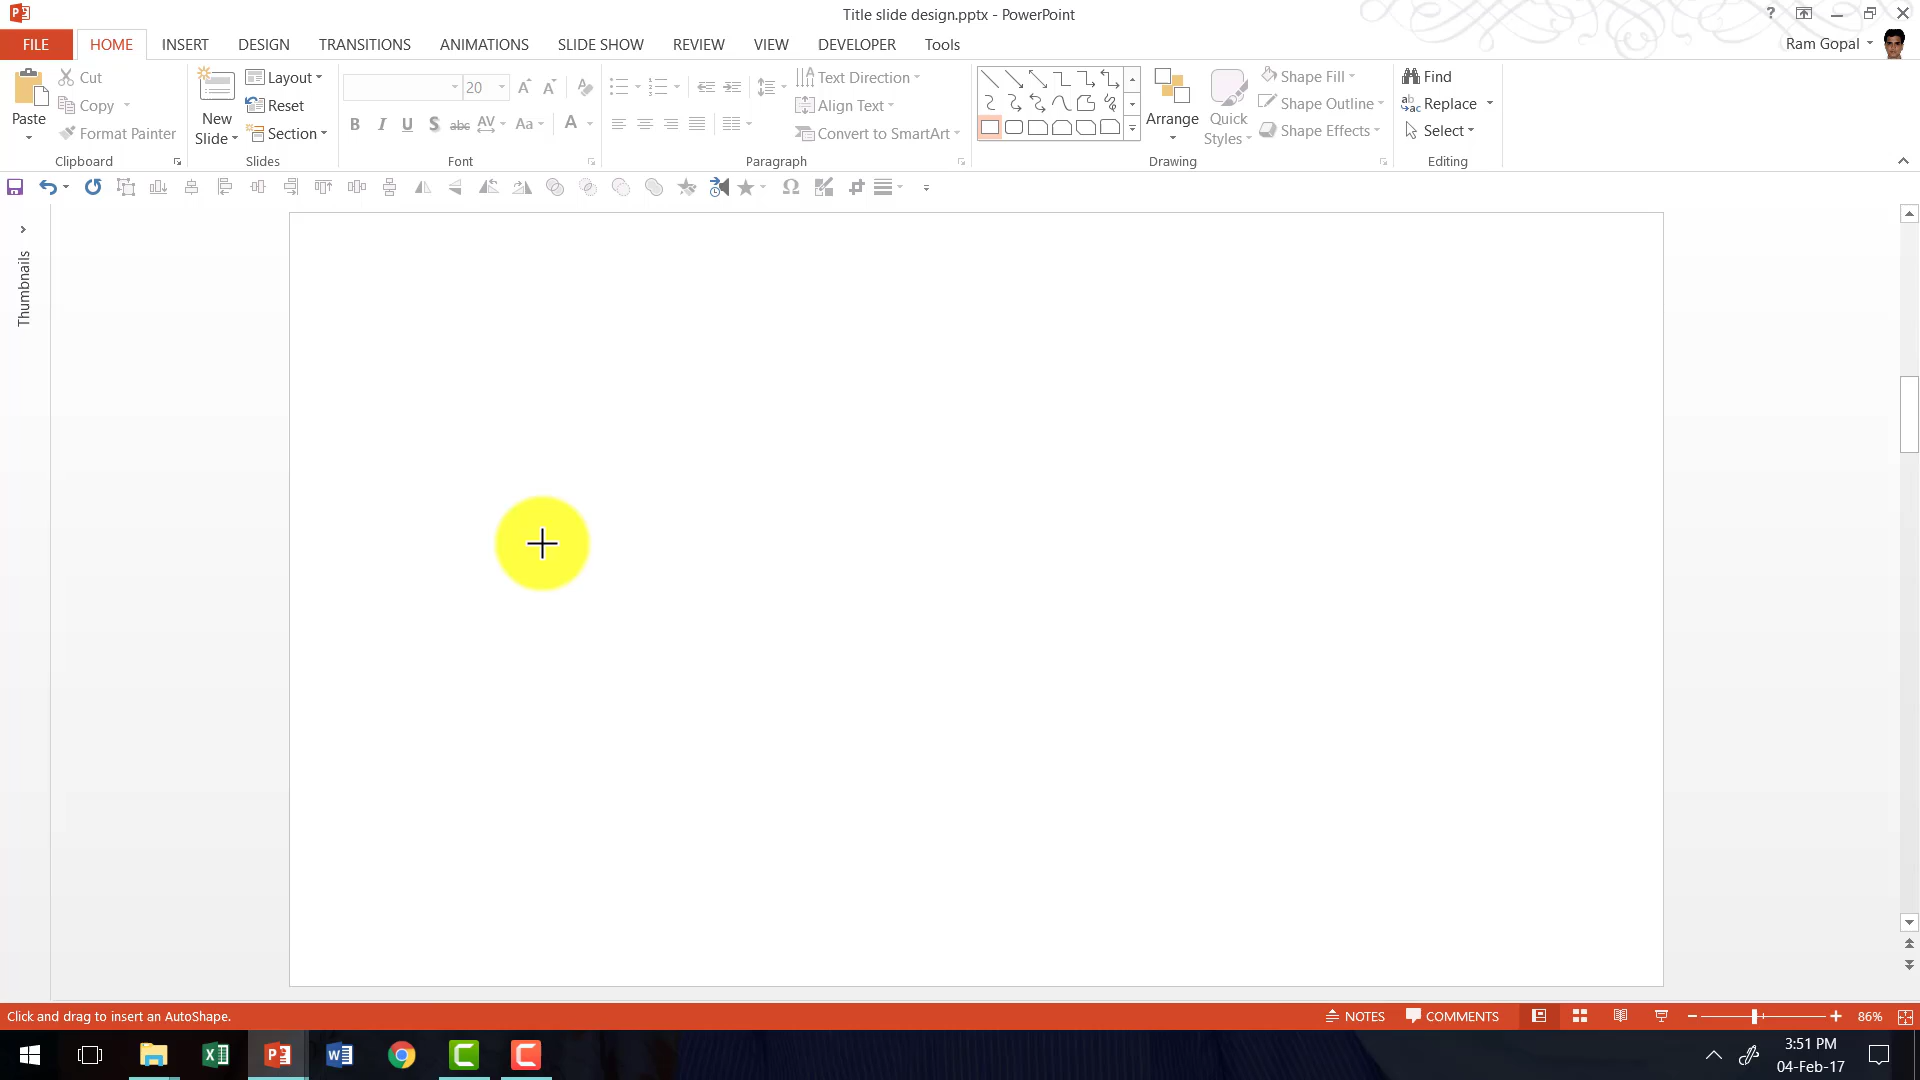 Title slide design.pptx - PowerPoint
?
FILE HOME INSERT DESIGN TRANSITIONS ANIMATIONS SLIDE SHOW REVIEW VIEW DEVELOPER Tools Ram Gopal
Cut Layout 20 Text Direction Shape Fill Find
Copy Reset Align Text Shape Outline Replace
Paste New Slide Format Painter Section B I U S abc AV Aa A Convert to SmartArt Arrange Quick Styles Shape Effects Select
Clipboard Slides Font Paragraph Drawing Editing
Thumbnails
Click and drag to insert an AutoShape. NOTES COMMENTS 86%
3:51 PM
04-Feb-17